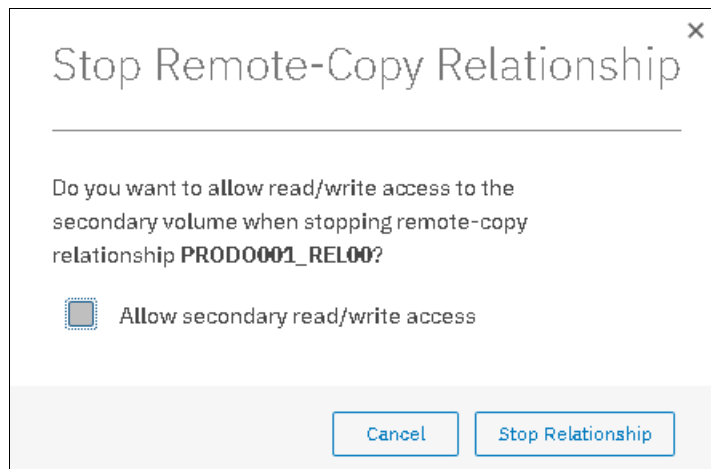 Stop Remote-Copy Relationship
Do you want to allow read/write access to the
secondary volume when stopping remote-copy
relationship PRODO001_REL00?
Allow secondary read/write access
Cancel Stop Relationship